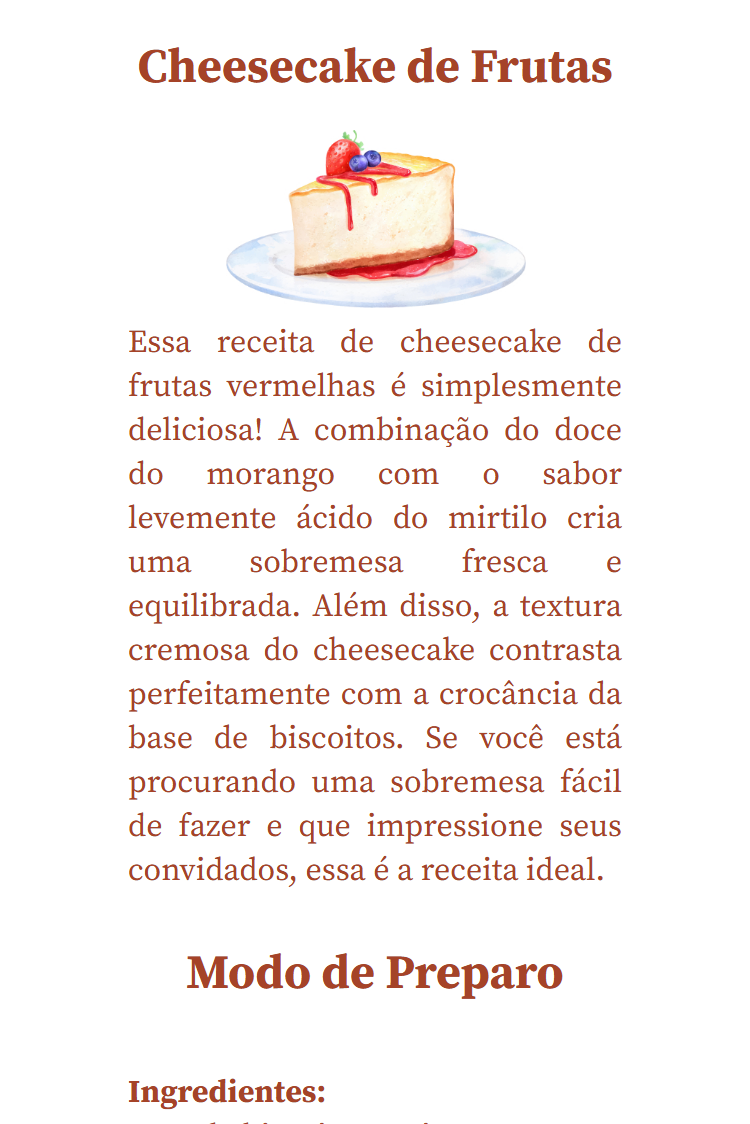 Cheesecake de Frutas
Essa receita de cheesecake de
frutas vermelhas é simplesmente
deliciosa! A combinação do doce
do morango com o sabor
levemente ácido do mirtilo cria
uma sobremesa fresca e
equilibrada. Além disso, a textura
cremosa do cheesecake contrasta
perfeitamente com a crocância da
base de biscoitos. Se você está
procurando uma sobremesa fácil
de fazer e que impressione seus
convidados, essa é a receita ideal.
Modo de Preparo
Ingredientes: